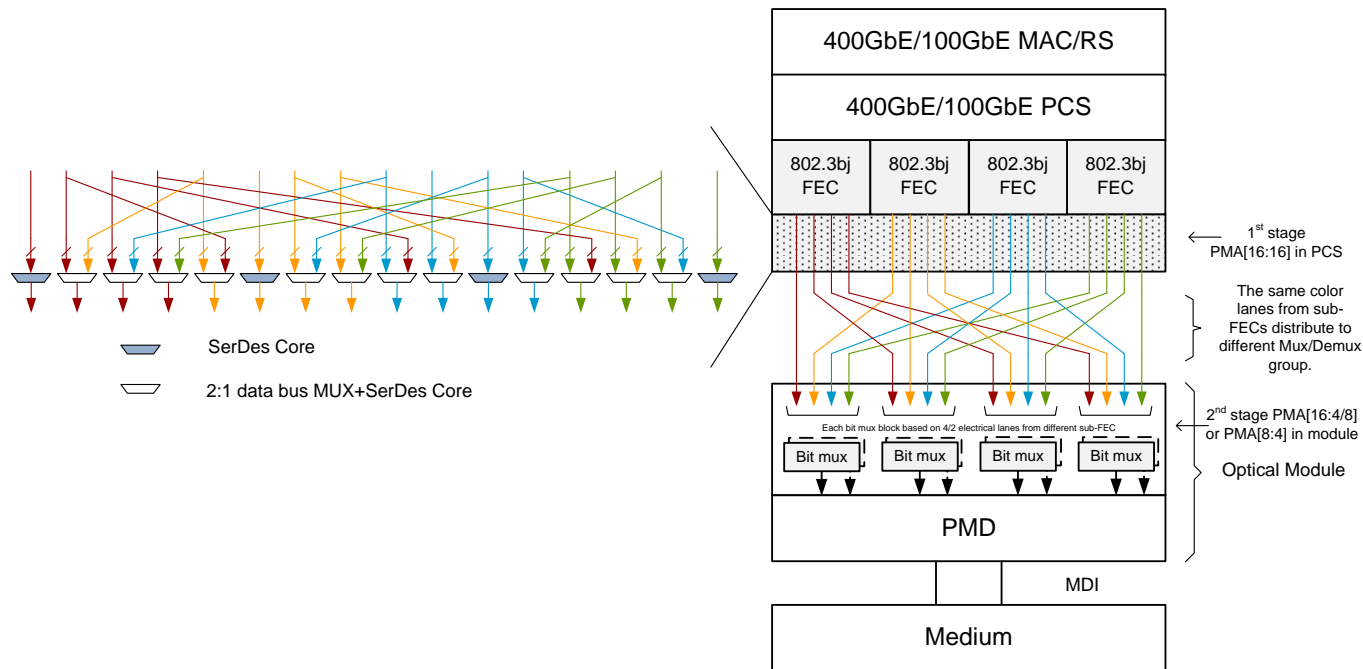 400GbE/100GbE MAC/RS
400GbE/100GbE PCS
802.3bj
FEC
802.3bj
FEC
802.3bj
FEC
802.3bj
FEC
1st stage
PMA[16:16] in PCS
The same color
lanes from sub-
FECs distribute to
different Mux/Demux
group.
SerDes Core
2:1 data bus MUX+SerDes Core
Each bit mux block based on 4/2 electrical lanes from different sub-FEC
2nd stage PMA[16:4/8]
or PMA[8:4] in module
Bit mux
Bit mux
Bit mux
Bit mux
Optical Module
PMD
MDI
Medium